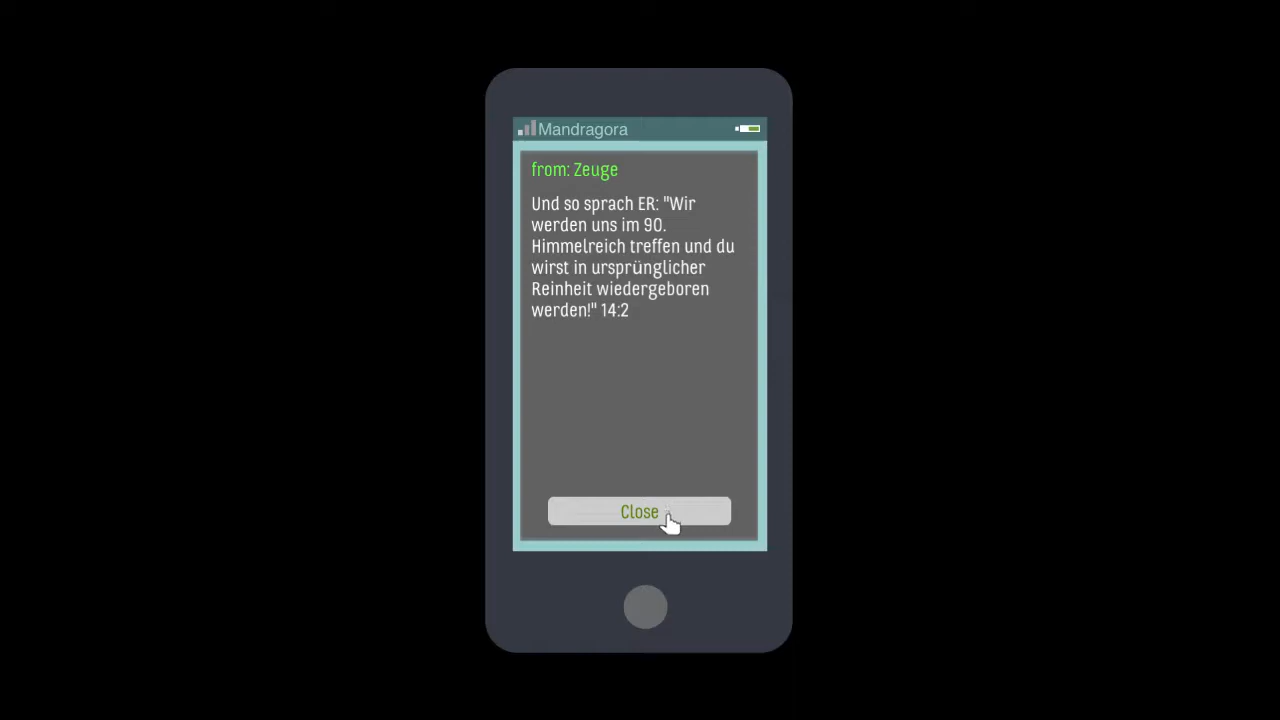 Mandragora
from: Zeuge
Und so sprach ER: "Wir
werden uns im 90.
Himmelreich treffen und du
wirst in ursprünglicher
Reinheit wiedergeboren
werden!" 14:2
Close